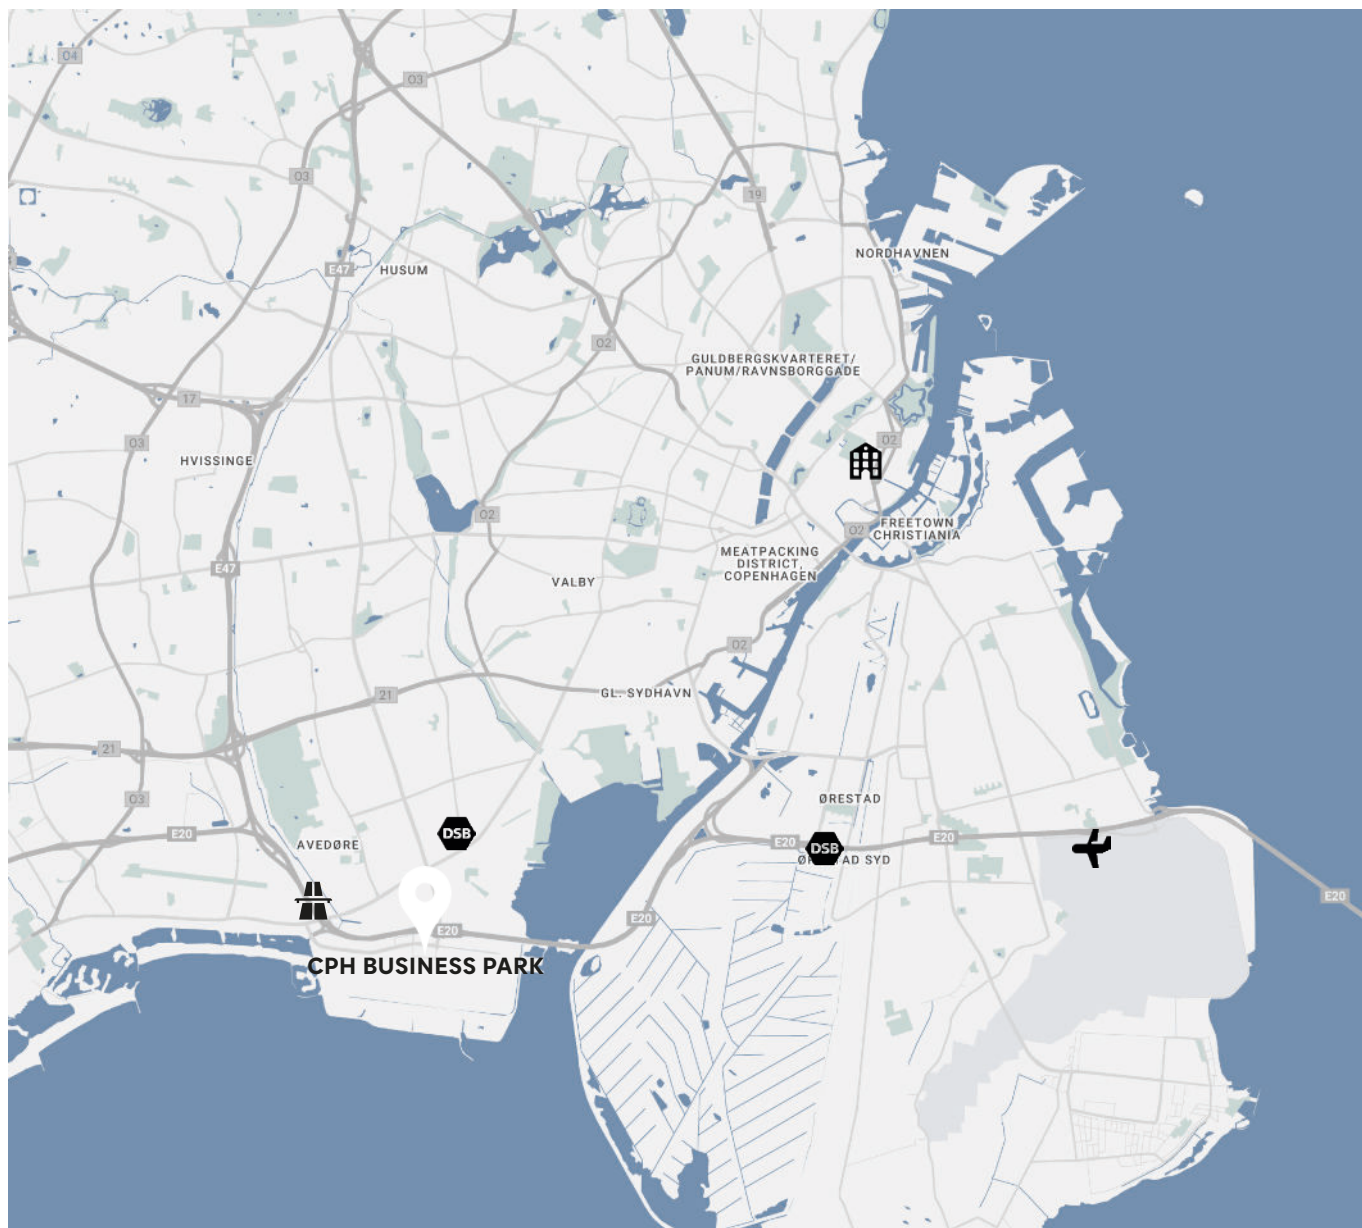 04
03
03
19
NORDHAVNEN
E47
HUSUM
02
GULDBERGSKVARTERET/
PANUM/RAVNSBORGGADE
17
03
02
HVISSINGE
02
02
FREETOWN
CHRISTIANIA
MEATPACKING
DISTRICT,
COPENHAGEN
E47
VALBY
02
21
GL. SYDHAVN
21
03
ØRESTAD
E20
DSB
E20
DSB
E20
AVEDØRE
E20
E20
E20
CPH BUSINESS PARK